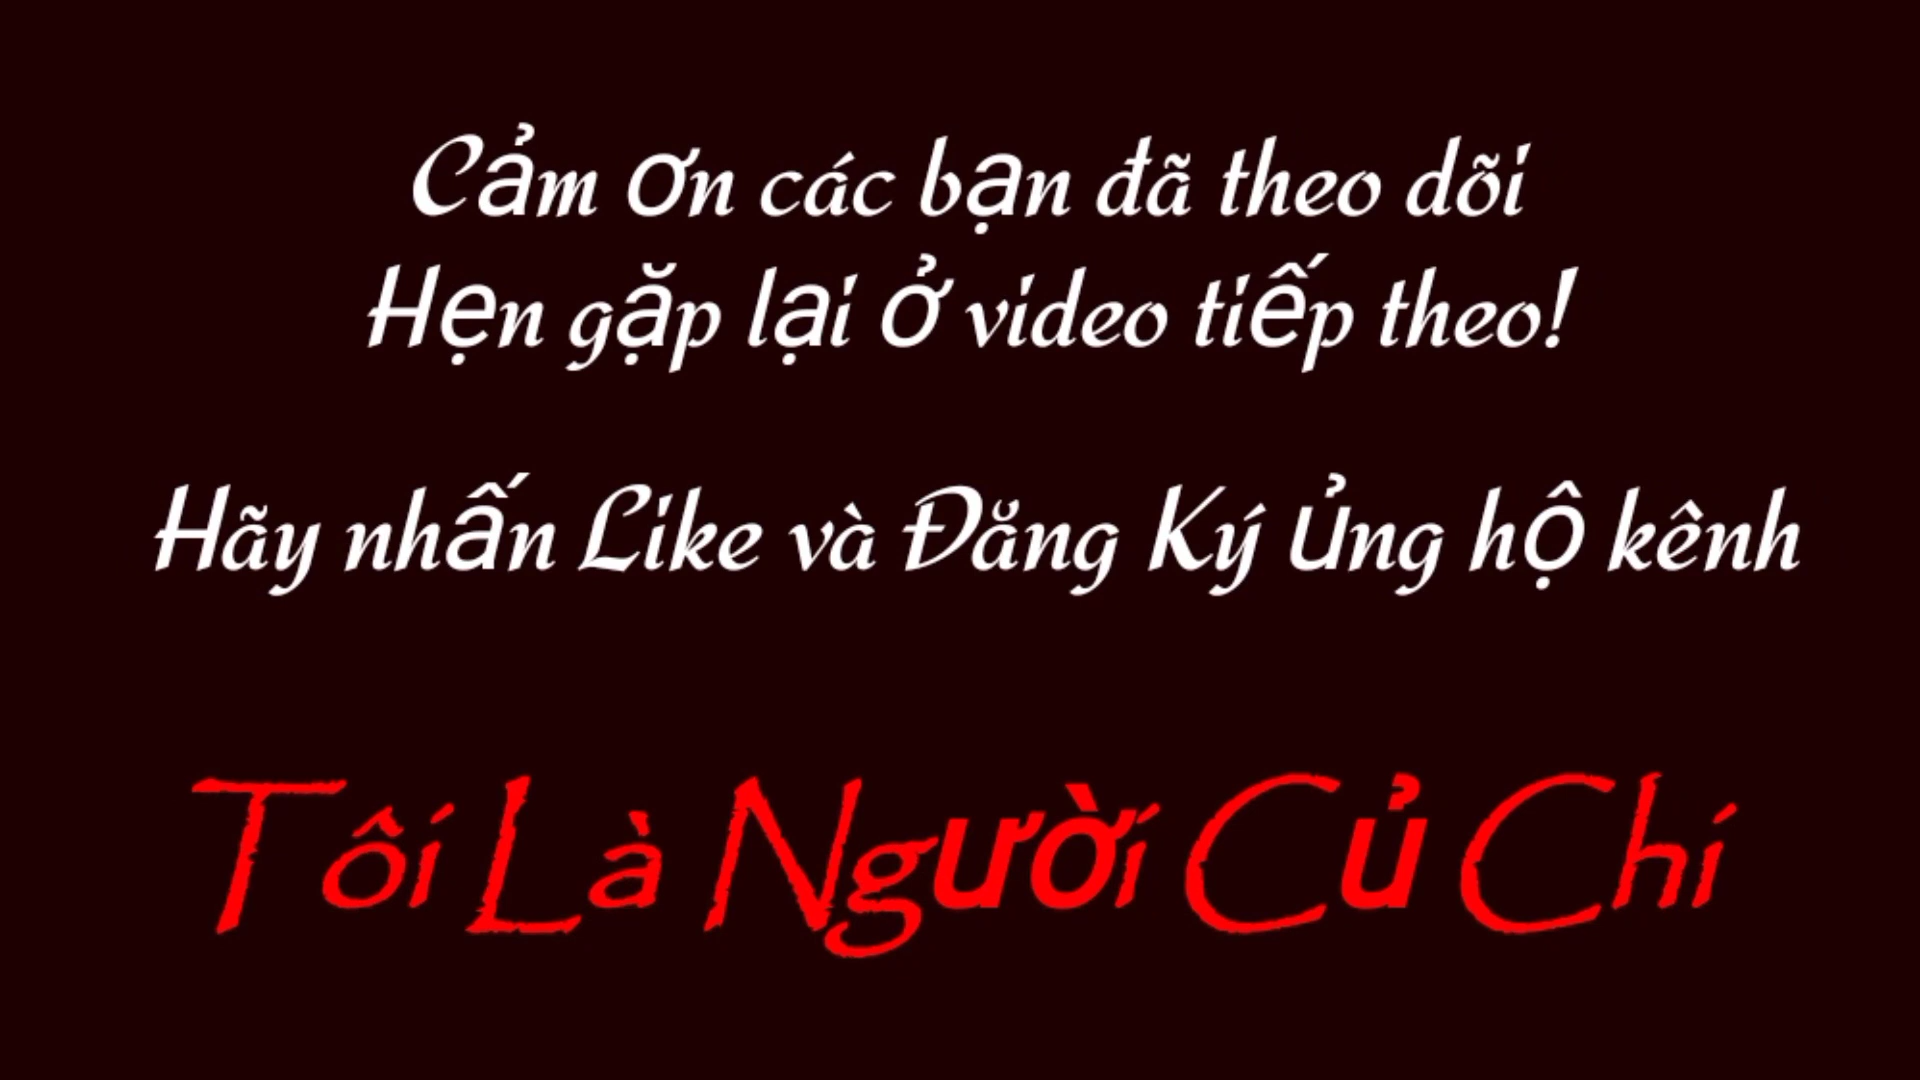 Cảm ơn các bạn đã theo dõi
Hẹn gặp lại ở video tiếp theo!
Hãy nhấn Like và Đăng Ký ủng hộ kênh
Tôi Là Người Củ Chi